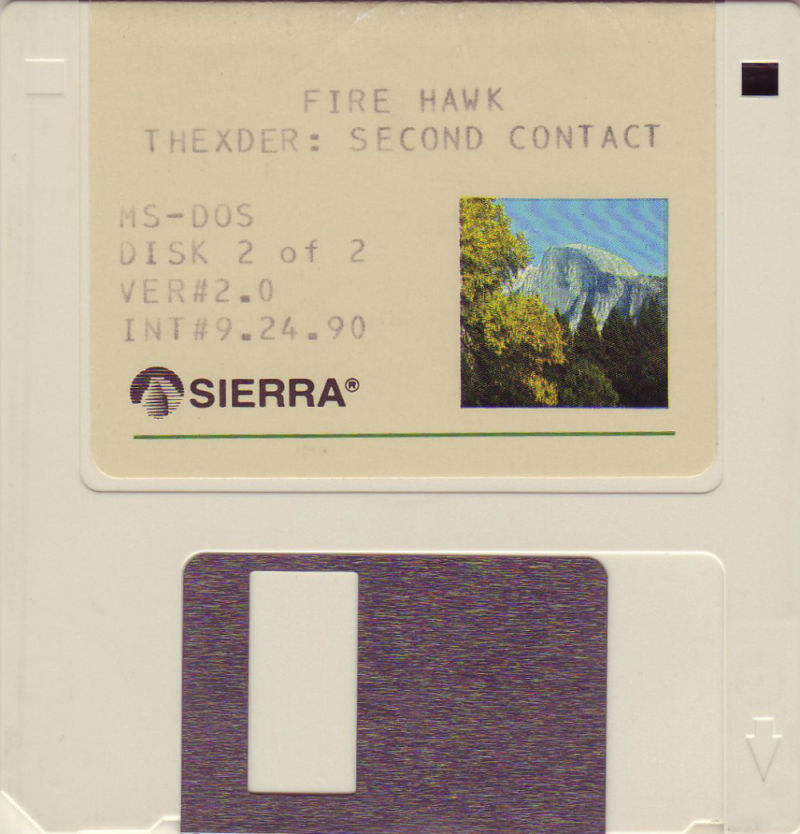 FIRE HAWK
THEXDER: SECOND CONTACT
MS-DOS
DISK 2 of 2
VER#2.0
INT#9.24.90
SIERRA®